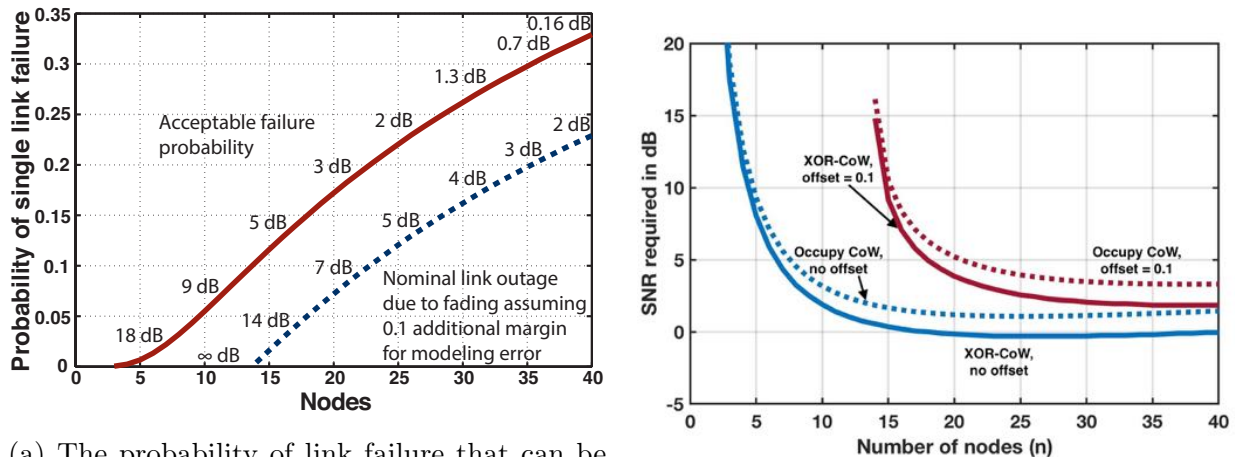 Probability of single link failure
0.35
0.3
0.25
0.2
0.15
0.1
0.05
0
0
5
10
15
20
25
30
35
40
Nodes
0.16 dB
0.7 dB
1.3 dB
2 dB
3 dB
5 dB
9 dB
18 dB
Acceptable failure
probability
2 dB
3 dB
4 dB
5 dB
7 dB
14 dB
∞ dB
Nominal link outage
due to fading assuming
0.1 additional margin
for modeling error
(a) The probability of link failure that can be
SNR required in dB
20
15
10
5
0
-5
0
5
10
15
20
25
30
35
40
Number of nodes (n)
XOR-CoW,
offset = 0.1
Occupy CoW,
no offset
Occupy CoW,
offset = 0.1
XOR-CoW,
no offset